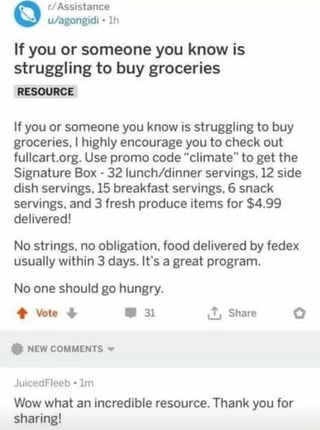 r/Assistance
u/agongidi • 1h
If you or someone you know is
struggling to buy groceries
RESOURCE
If you or someone you know is struggling to buy
groceries, I highly encourage you to check out
fullcart.org. Use promo code "climate" to get the
Signature Box - 32 lunch/dinner servings, 12 side
dish servings, 15 breakfast servings, 6 snack
servings, and 3 fresh produce items for $4.99
delivered!
No strings, no obligation, food delivered by fedex
usually within 3 days. It's a great program.
No one should go hungry.
Vote 31 Share
NEW COMMENTS
JuicedFleeb • 1m
Wow what an incredible resource. Thank you for
sharing!